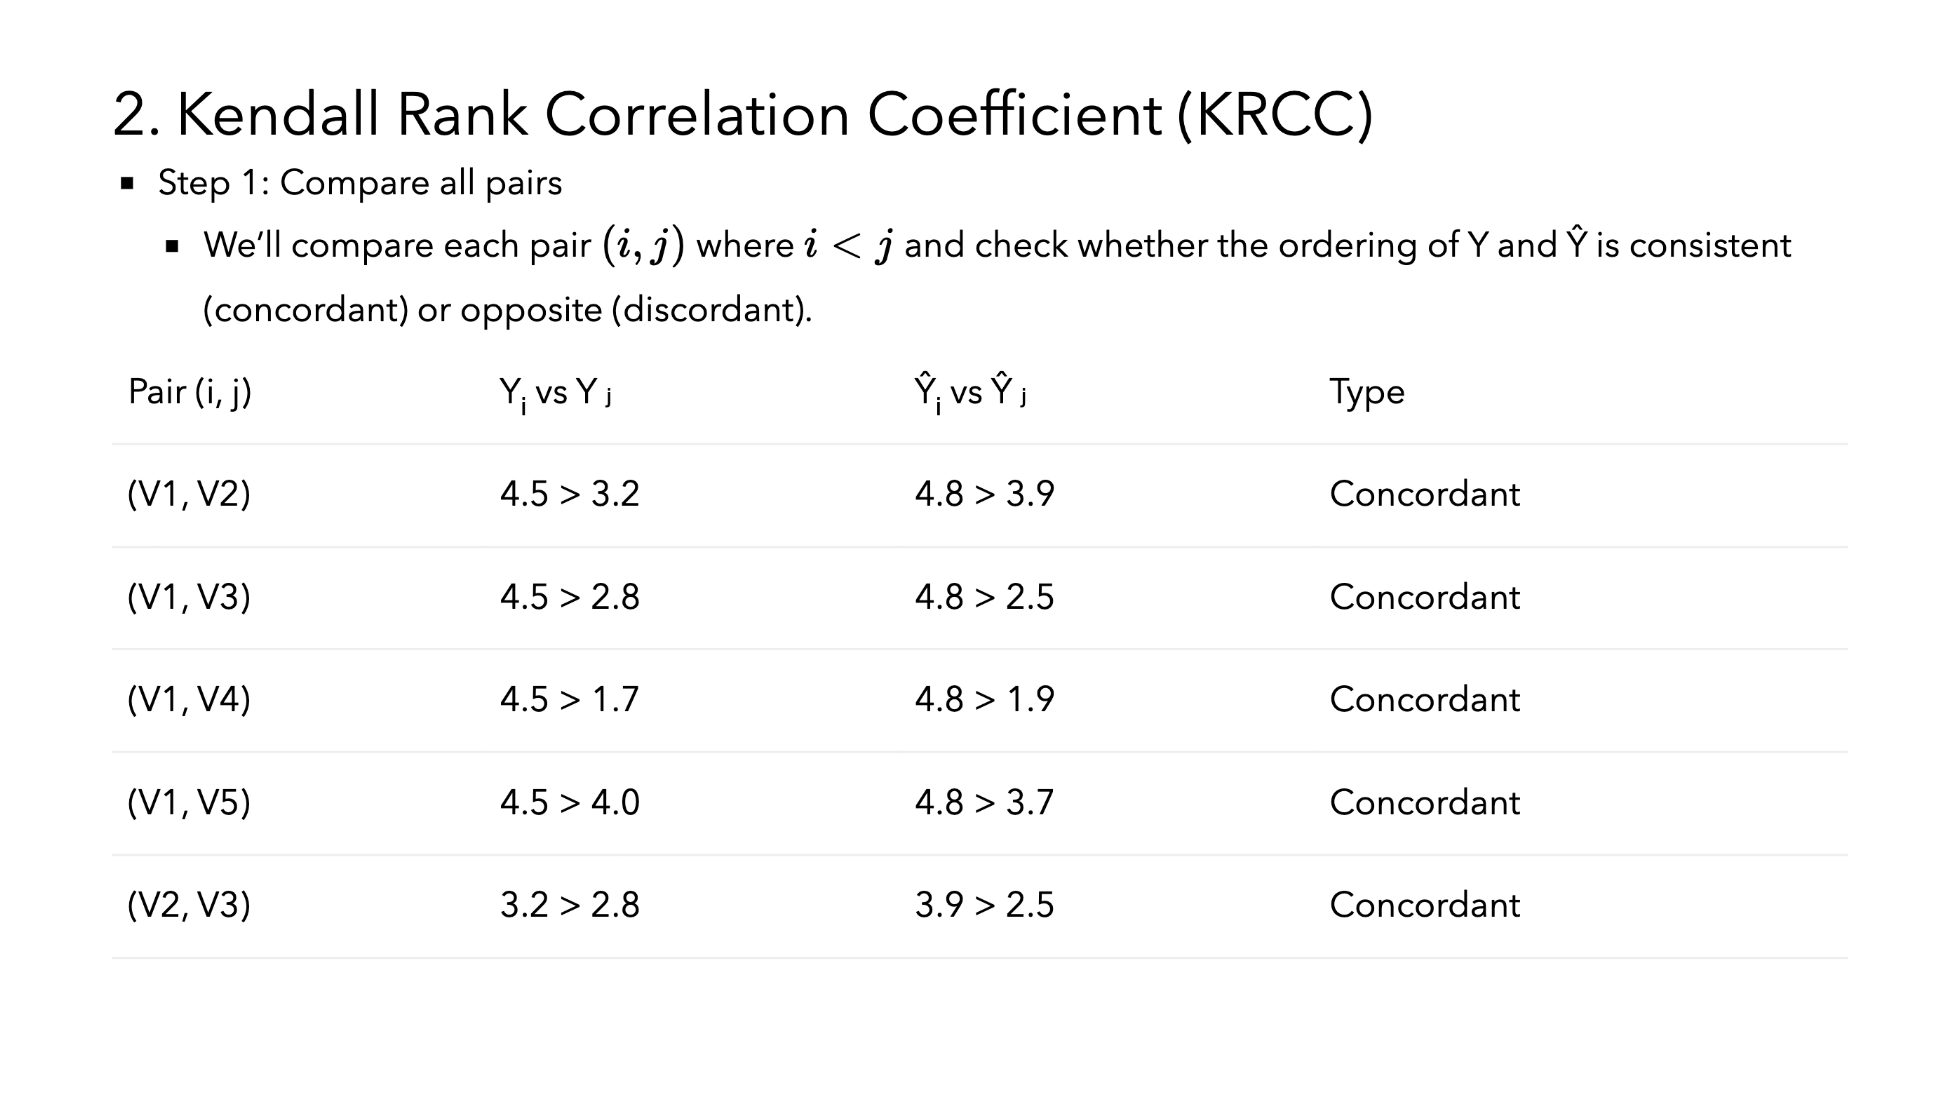 2. Kendall Rank Correlation Coefficient (KRCC)
▪ Step 1: Compare all pairs
▪ We’ll compare each pair (i, j) where i < j and check whether the ordering of Y and Ŷ is consistent
(concordant) or opposite (discordant).
Pair (i, j) Yi vs Y j Ŷi vs Ŷ j Type
(V1, V2) 4.5 > 3.2 4.8 > 3.9 Concordant
(V1, V3) 4.5 > 2.8 4.8 > 2.5 Concordant
(V1, V4) 4.5 > 1.7 4.8 > 1.9 Concordant
(V1, V5) 4.5 > 4.0 4.8 > 3.7 Concordant
(V2, V3) 3.2 > 2.8 3.9 > 2.5 Concordant